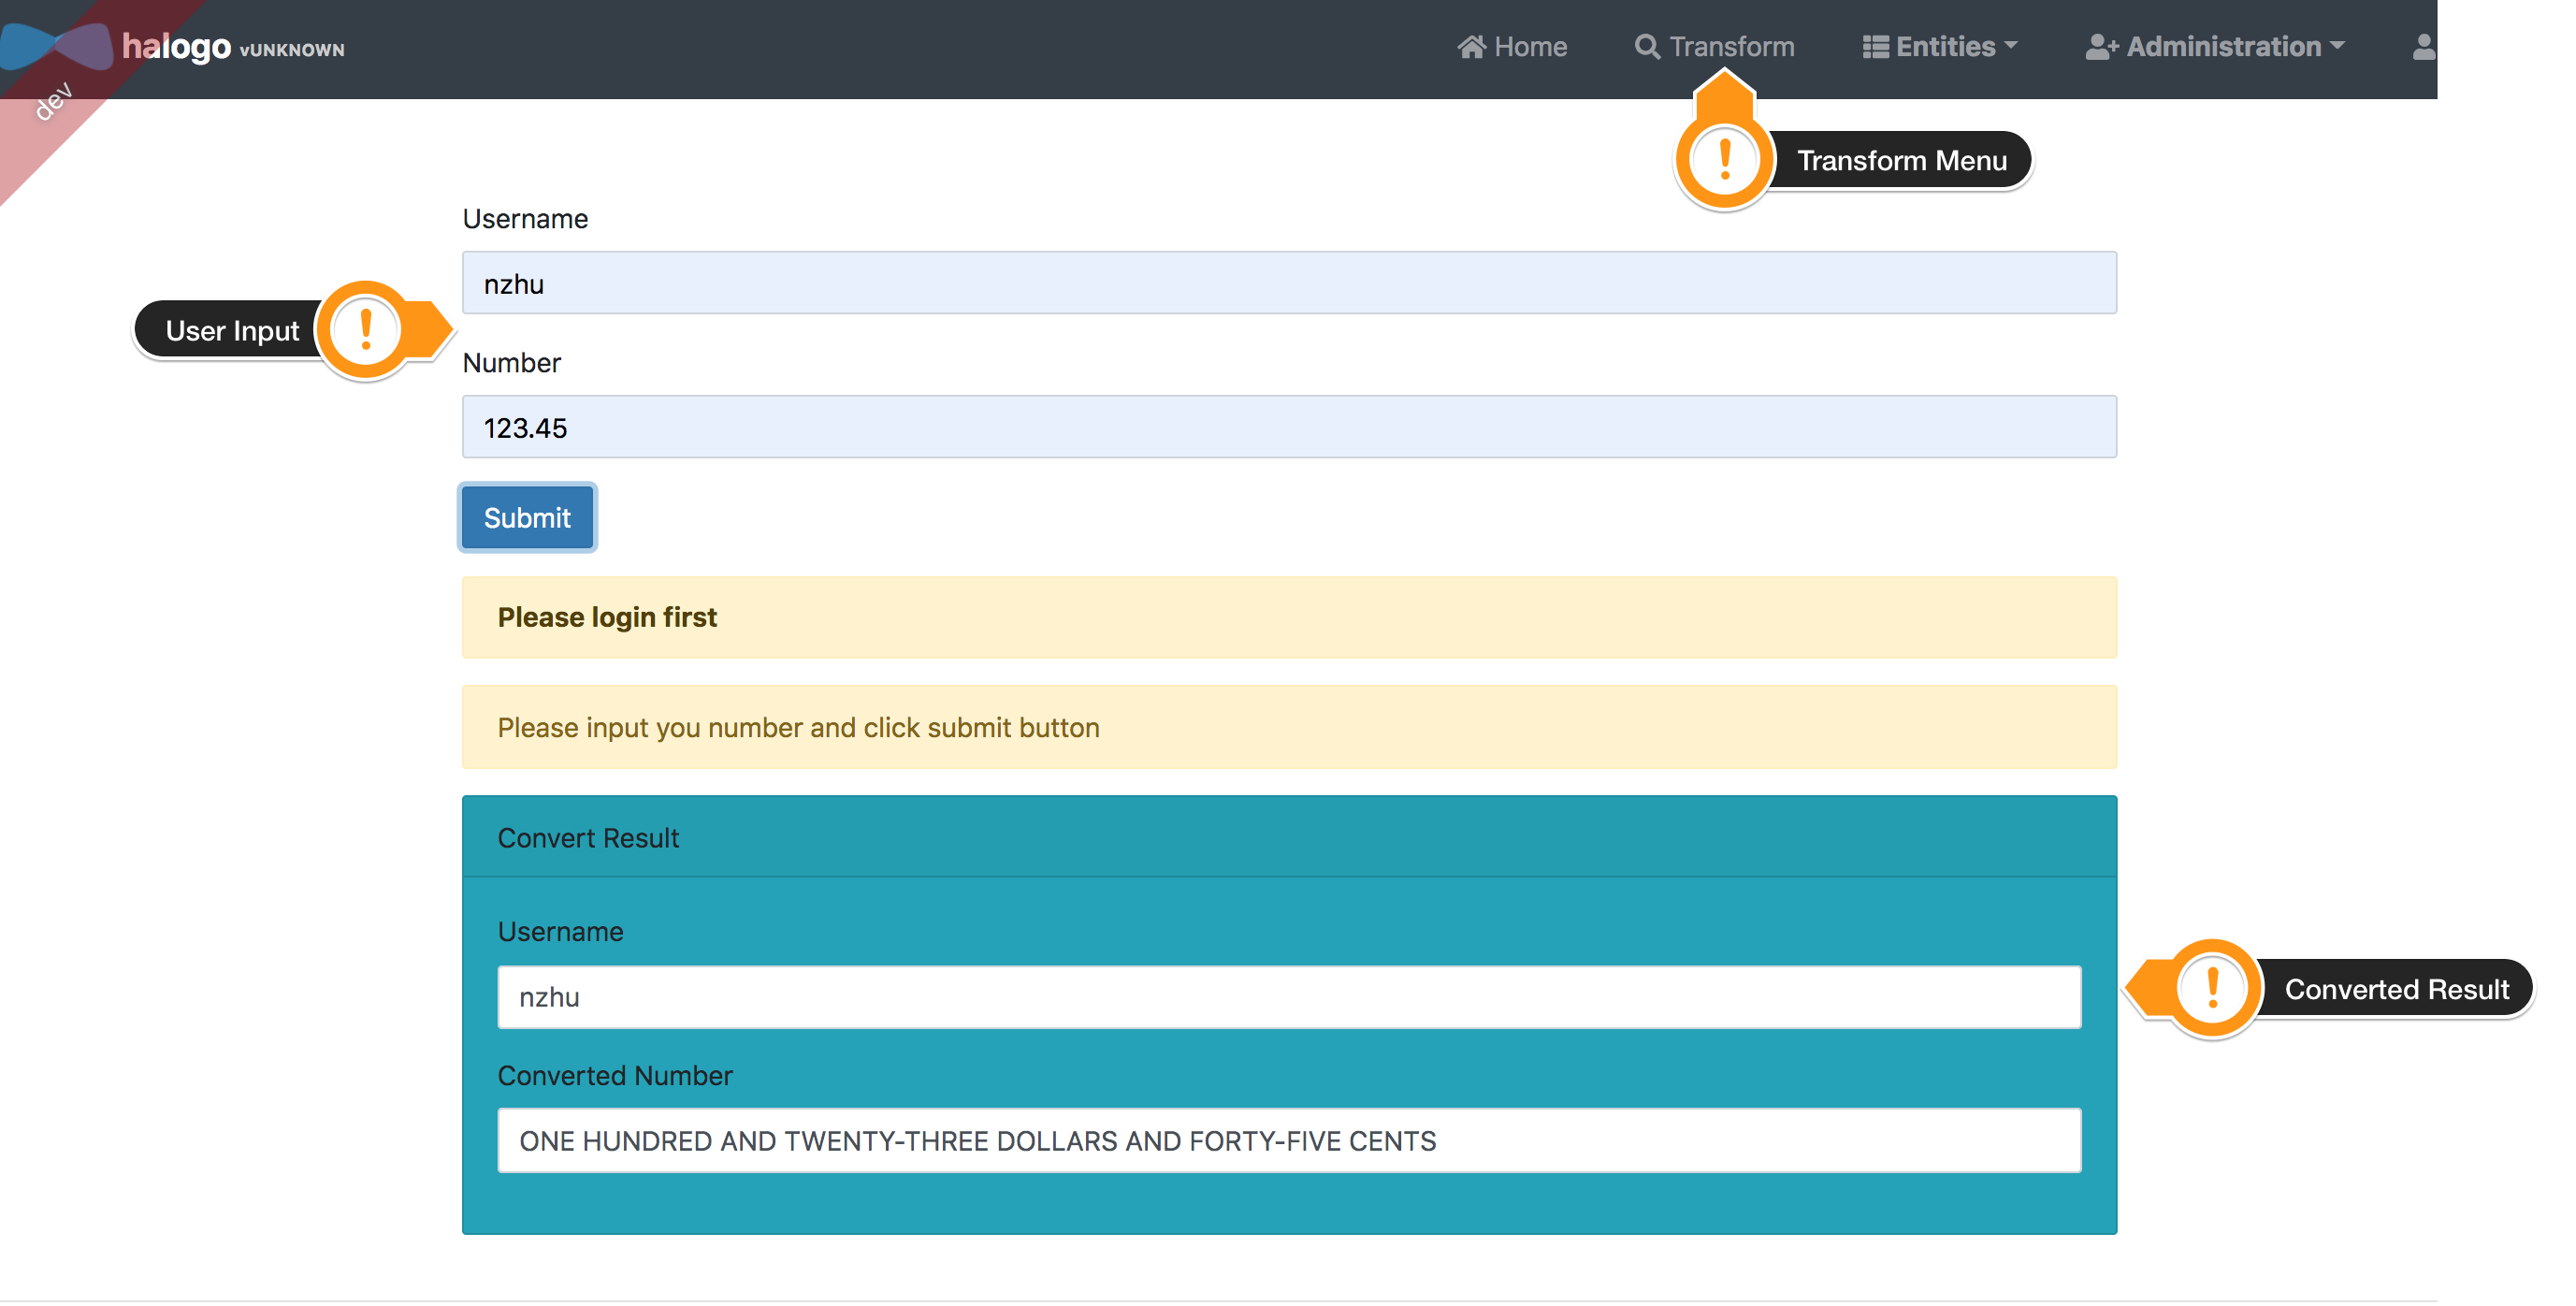 halogo vUNKNOWN
Home
Transform
Entities
Administration
dev
Transform Menu
Username
nzhu
User Input
Number
123.45
Submit
Please login first
Please input you number and click submit button
Convert Result
Username
nzhu
Converted Result
Converted Number
ONE HUNDRED AND TWENTY-THREE DOLLARS AND FORTY-FIVE CENTS